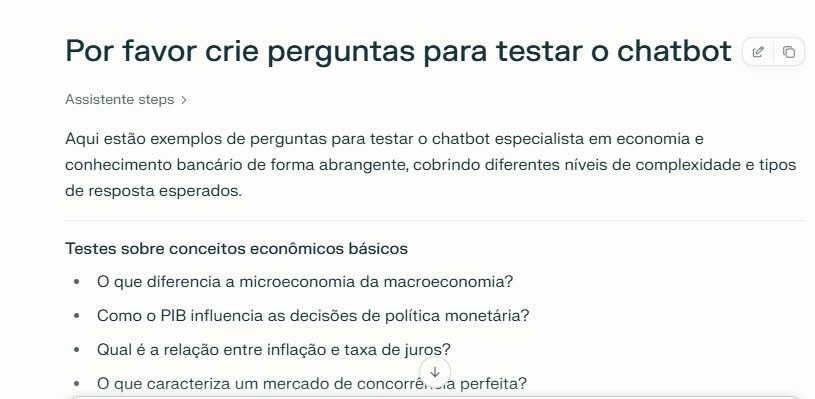 Por favor crie perguntas para testar o chatbot
Assistente steps
Aqui estão exemplos de perguntas para testar o chatbot especialista em economia e
conhecimento bancário de forma abrangente, cobrindo diferentes níveis de complexidade e tipos
de resposta esperados.
Testes sobre conceitos econômicos básicos
• O que diferencia a microeconomia da macroeconomia?
• Como o PIB influencia as decisões de política monetária?
• Qual é a relação entre inflação e taxa de juros?
• O que caracteriza um mercado de concorrência perfeita?